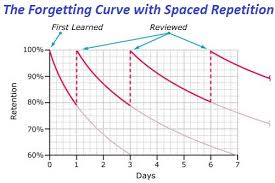 The Forgetting Curve with Spaced Repetition
First Learned
Reviewed
100%
90%
80%
70%
60%
Retention
0 1 2 3 4 5 6 7
Days